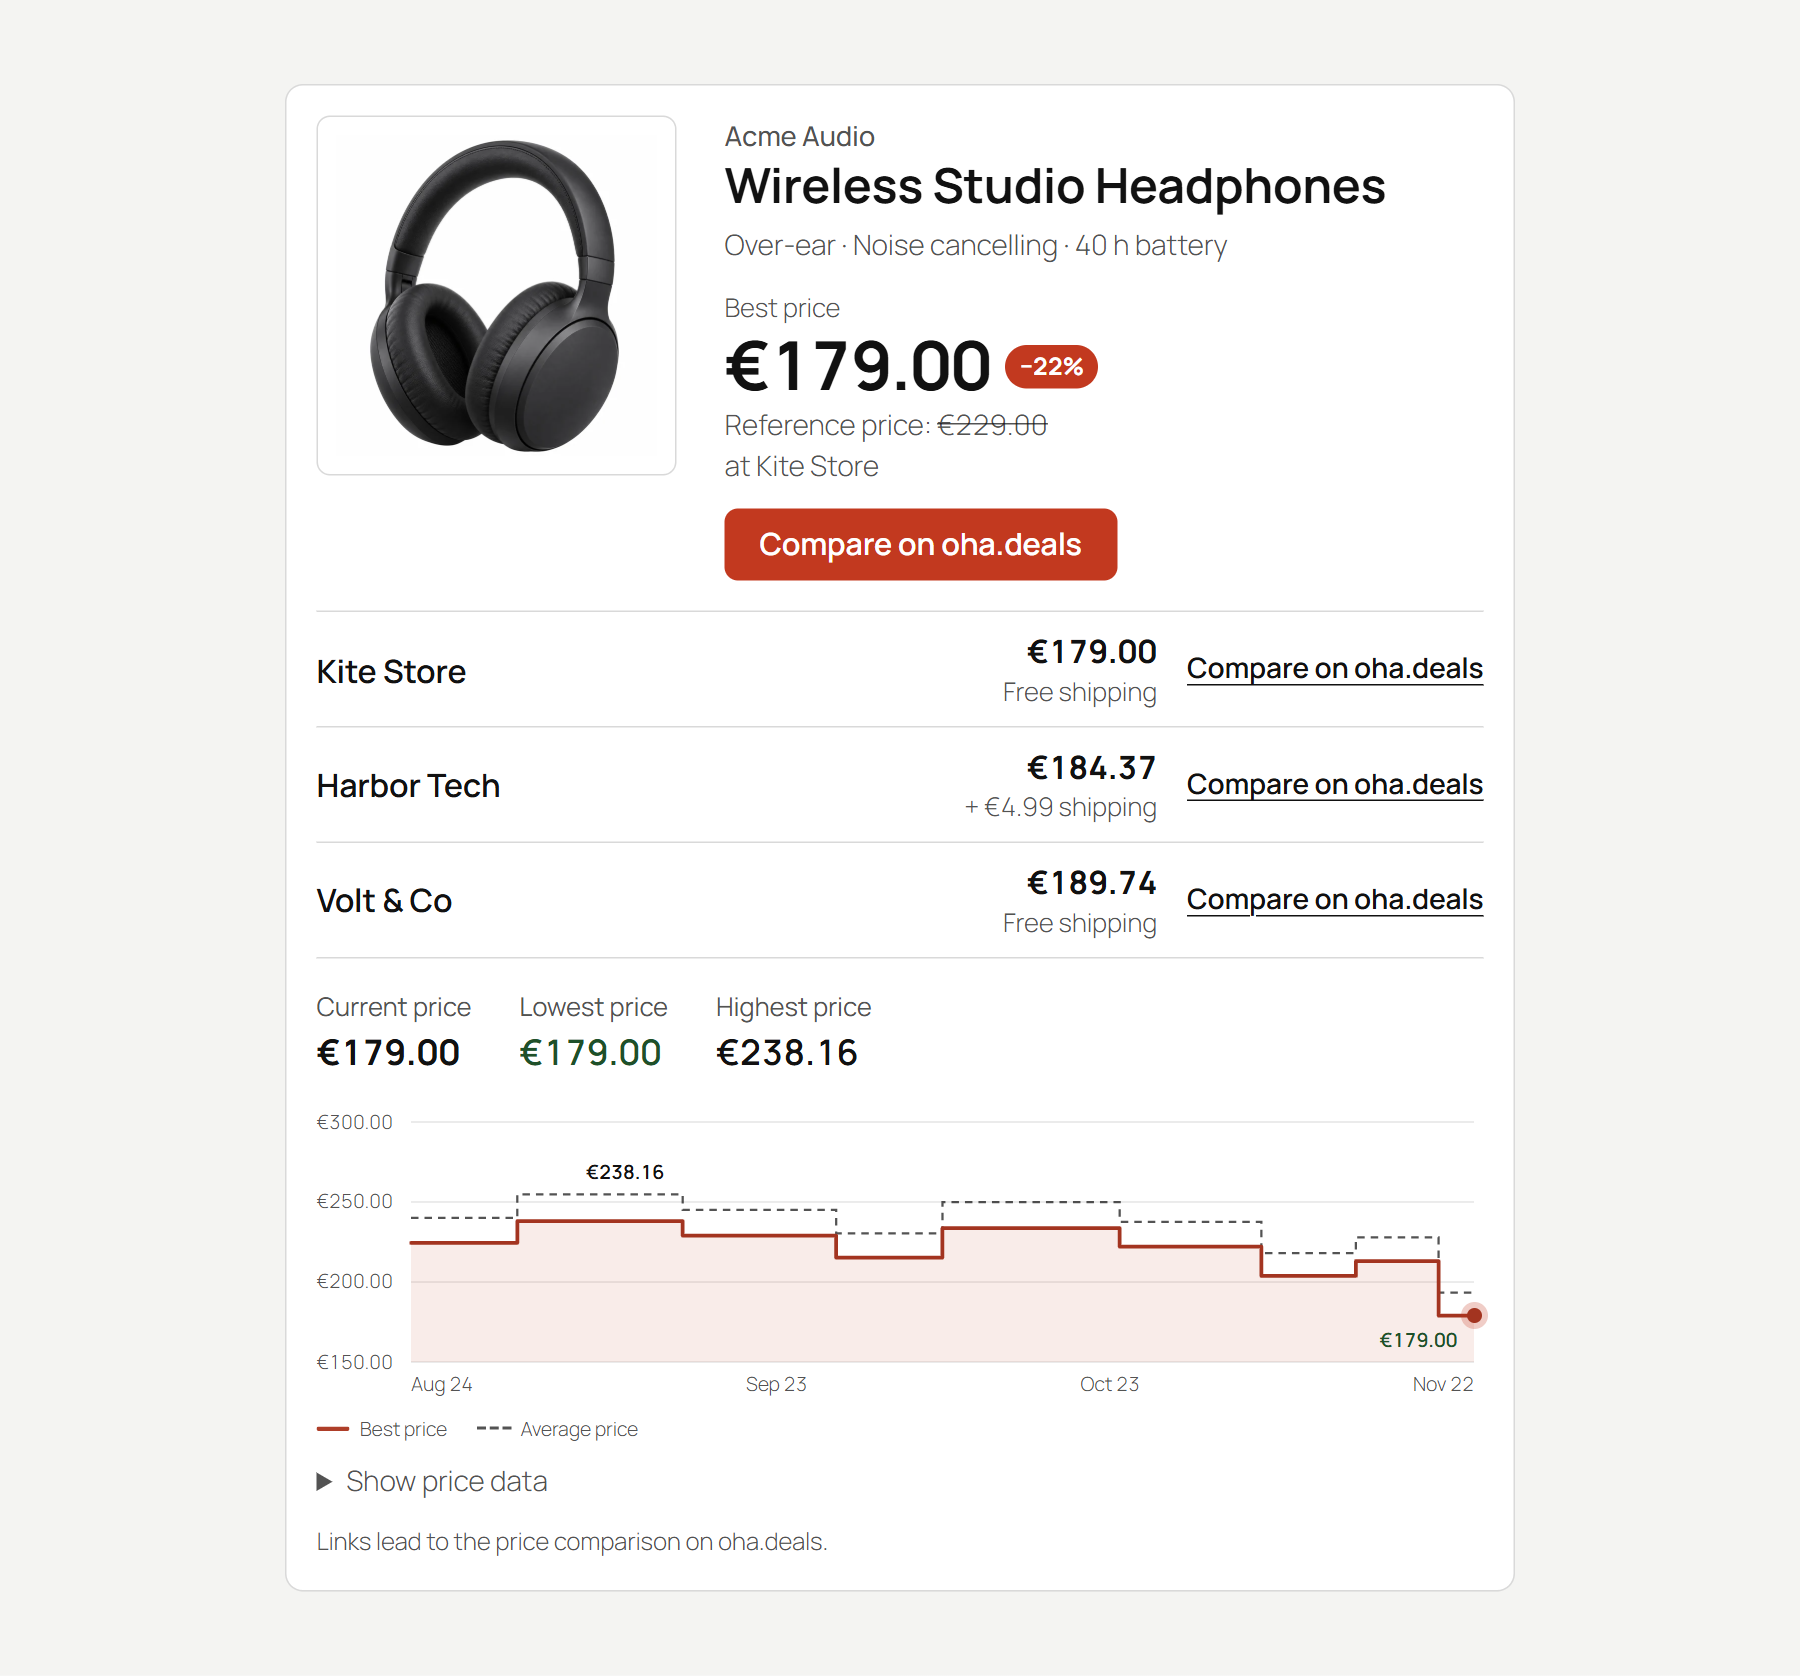 Acme Audio
Wireless Studio Headphones
Over-ear · Noise cancelling · 40 h battery
Best price
€179.00 −22%
Reference price: €229.00
at Kite Store
Compare on oha.deals
Kite Store €179.00 Free shipping Compare on oha.deals
Harbor Tech €184.37 + €4.99 shipping Compare on oha.deals
Volt & Co €189.74 Free shipping Compare on oha.deals
Current price Lowest price Highest price
€179.00 €179.00 €238.16
€300.00
€238.16
€250.00
€200.00
€179.00
€150.00
Aug 24 Sep 23 Oct 23 Nov 22
Best price Average price
Show price data
Links lead to the price comparison on oha.deals.